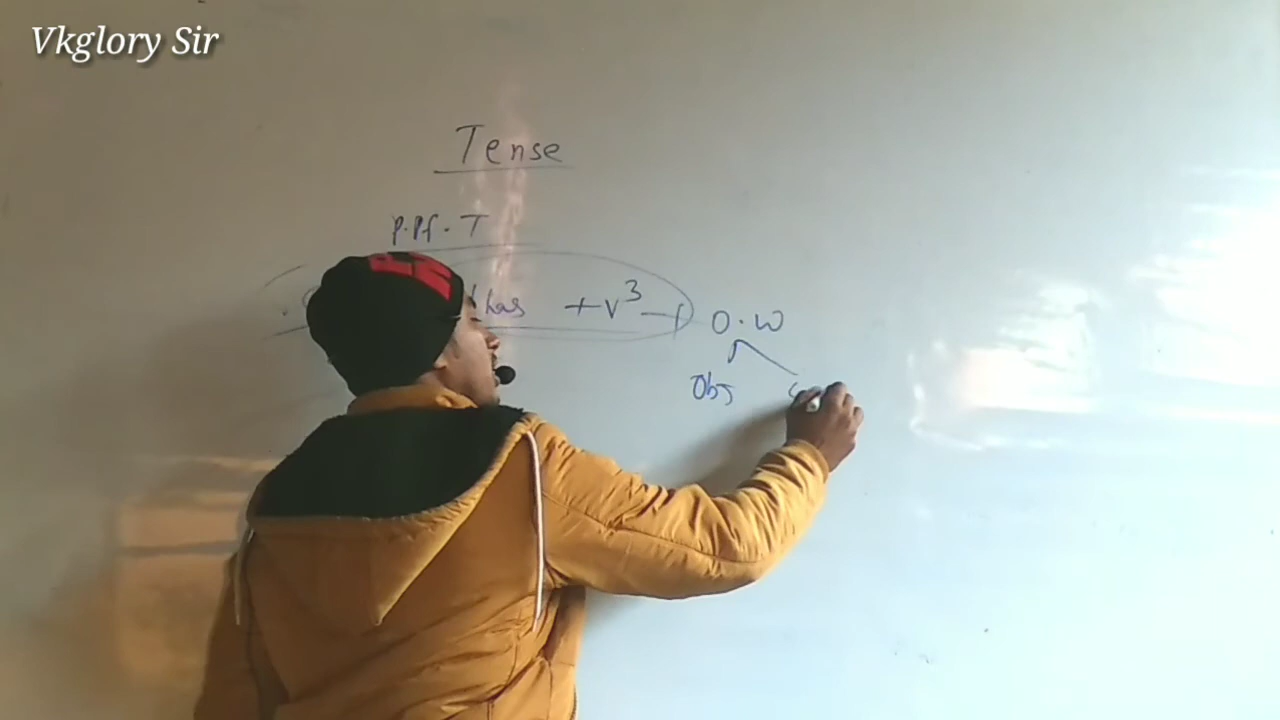 Vkglory Sir
Tense
P.Pf.T
has +V3 + O.W
Obj